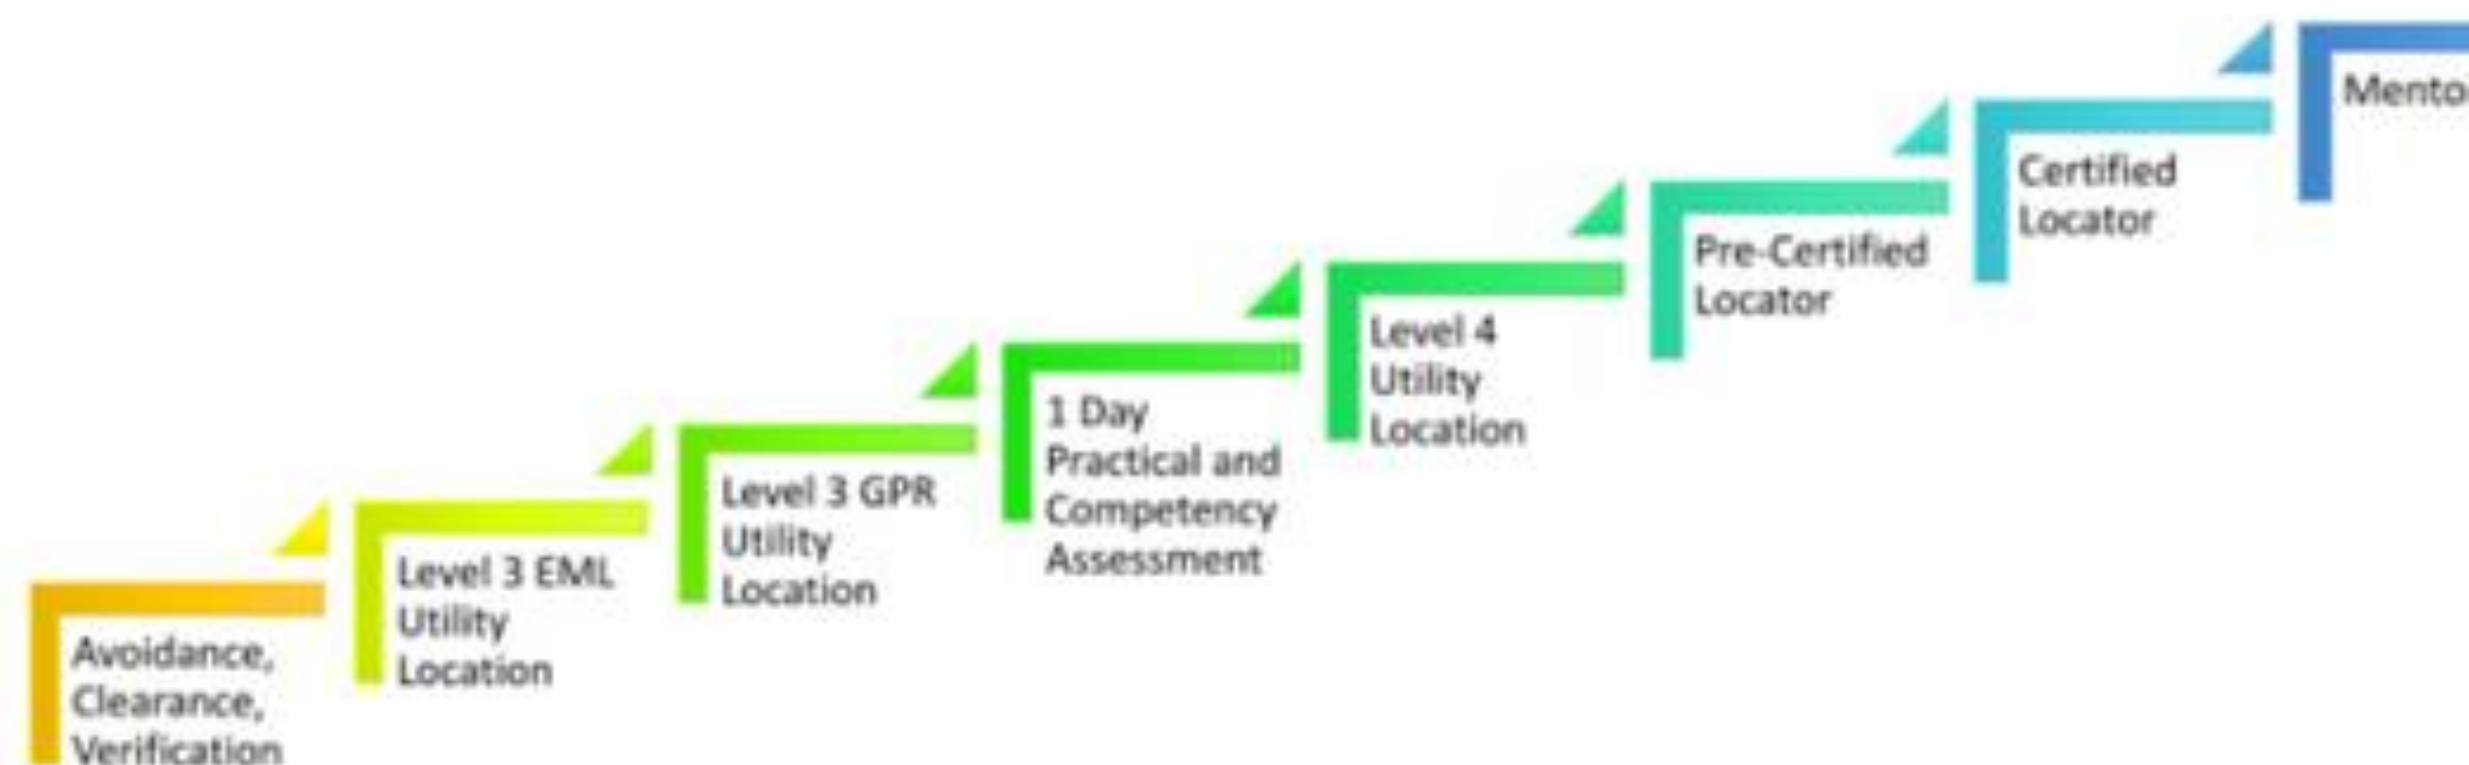 Avoidance,
Clearance,
Verification
Level 3 EML
Utility
Location
Level 3 GPR
Utility
Location
1 Day
Practical and
Competency
Assessment
Level 4
Utility
Location
Pre-Certified
Locator
Certified
Locator